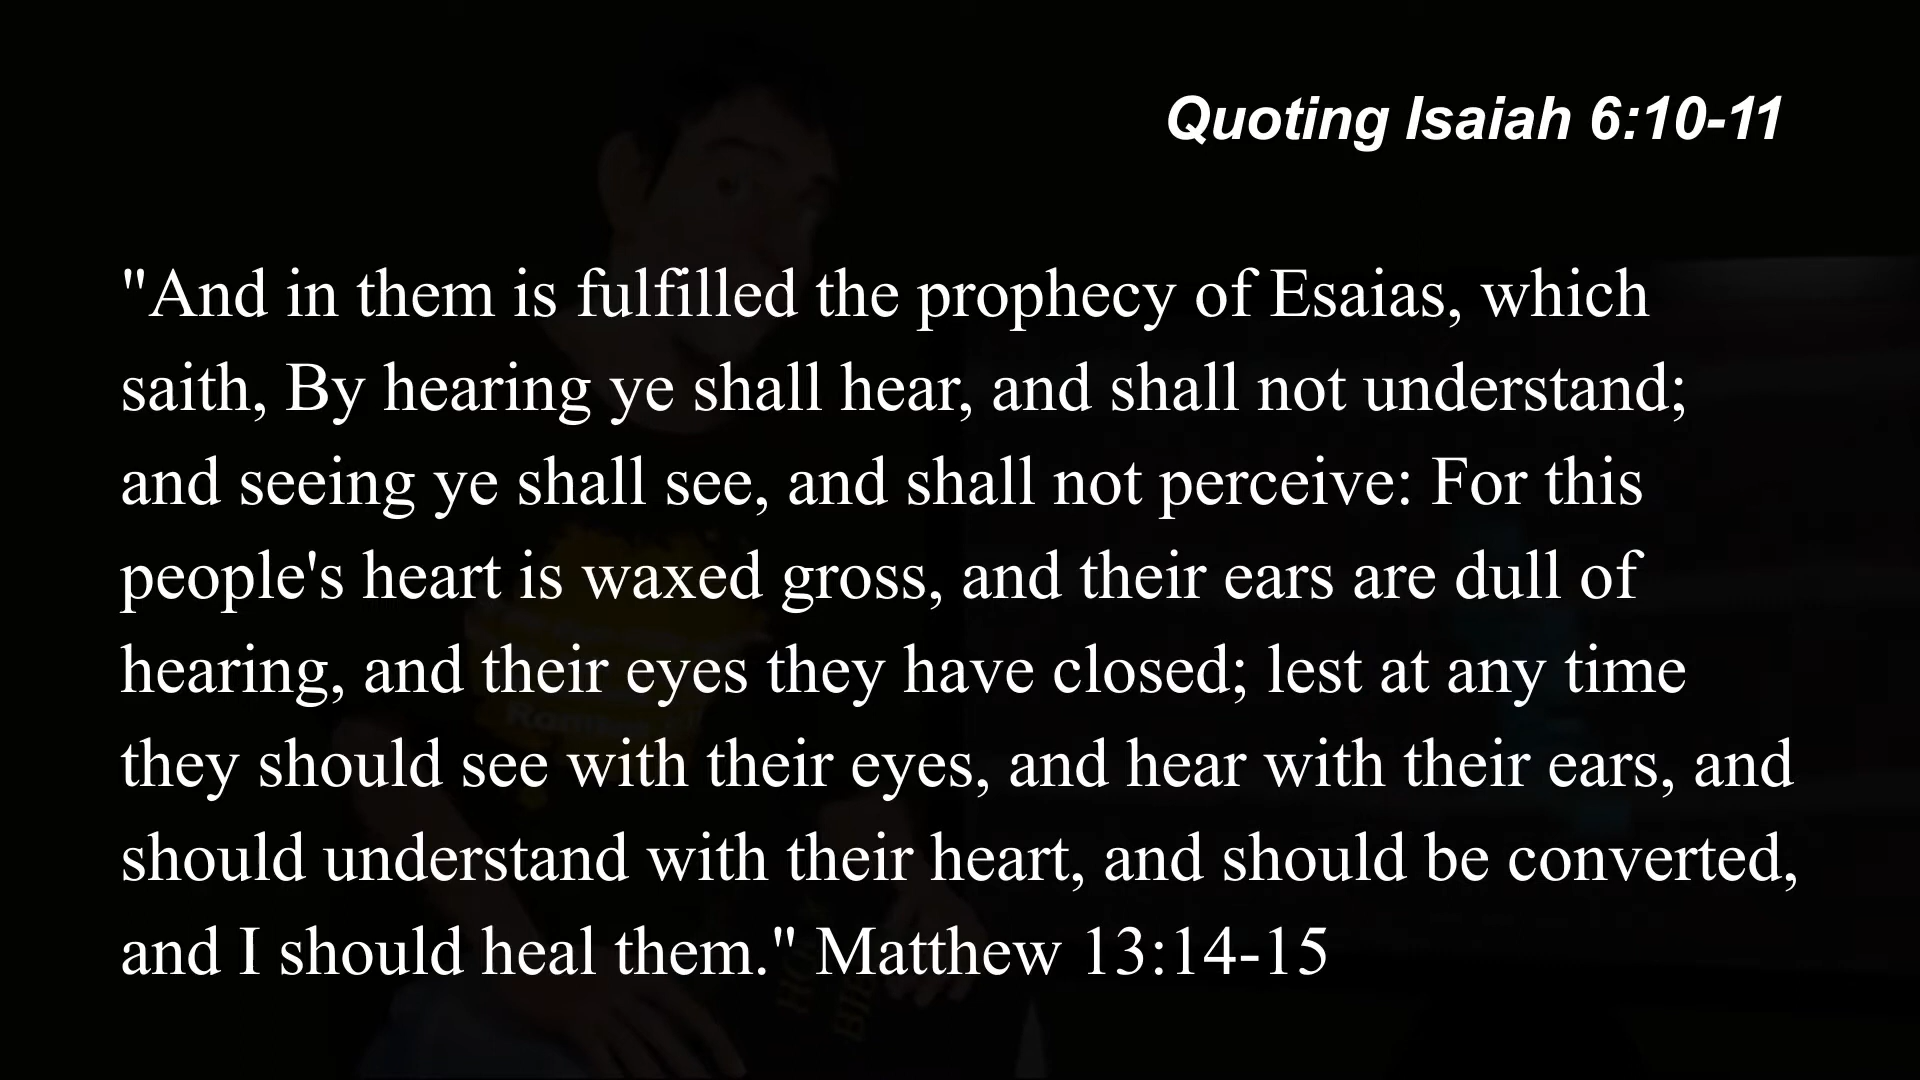 Quoting Isaiah 6:10-11
"And in them is fulfilled the prophecy of Esaias, which
saith, By hearing ye shall hear, and shall not understand;
and seeing ye shall see, and shall not perceive: For this
people's heart is waxed gross, and their ears are dull of
hearing, and their eyes they have closed; lest at any time
they should see with their eyes, and hear with their ears, and
should understand with their heart, and should be converted,
and I should heal them." Matthew 13:14-15
HOLY